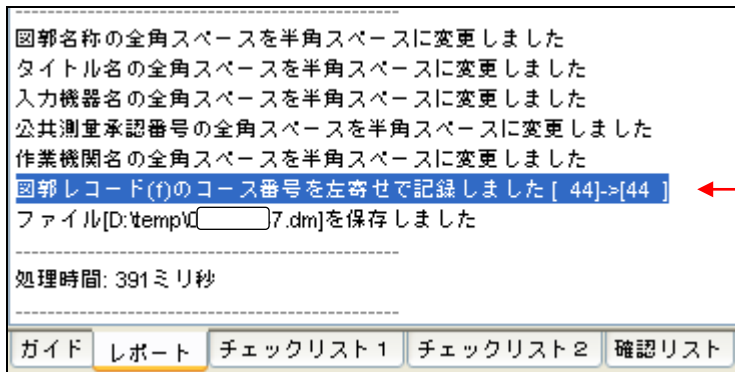 図郭名称の全角スペースを半角スペースに変更しました
タイトル名の全角スペースを半角スペースに変更しました
入力機器名の全角スペースを半角スペースに変更しました
公共測量承認番号の全角スペースを半角スペースに変更しました
作業機関名の全角スペースを半角スペースに変更しました
図郭レコード(f)のコース番号を左寄せで記録しました [  44]->[44  ]
ファイル[D:\temp\ 7.dm]を保存しました
処理時間: 391ミリ秒
ガイド レポート チェックリスト1 チェックリスト2 確認リスト